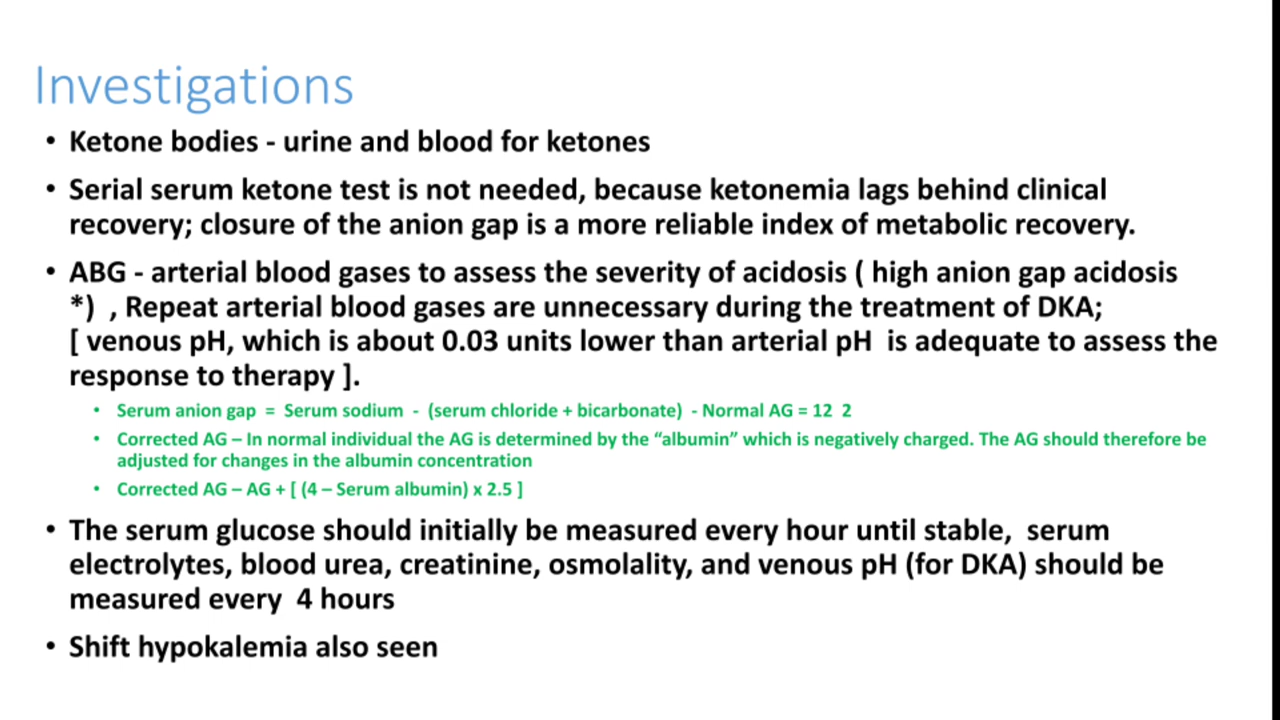 Investigations
• Ketone bodies - urine and blood for ketones
• Serial serum ketone test is not needed, because ketonemia lags behind clinical
recovery; closure of the anion gap is a more reliable index of metabolic recovery.
• ABG - arterial blood gases to assess the severity of acidosis ( high anion gap acidosis
*) , Repeat arterial blood gases are unnecessary during the treatment of DKA;
[ venous pH, which is about 0.03 units lower than arterial pH is adequate to assess the
response to therapy ].
• Serum anion gap = Serum sodium - (serum chloride + bicarbonate) - Normal AG = 12 2
• Corrected AG – In normal individual the AG is determined by the “albumin” which is negatively charged. The AG should therefore be
adjusted for changes in the albumin concentration
• Corrected AG – AG + [ (4 – Serum albumin) x 2.5 ]
• The serum glucose should initially be measured every hour until stable, serum
electrolytes, blood urea, creatinine, osmolality, and venous pH (for DKA) should be
measured every 4 hours
• Shift hypokalemia also seen